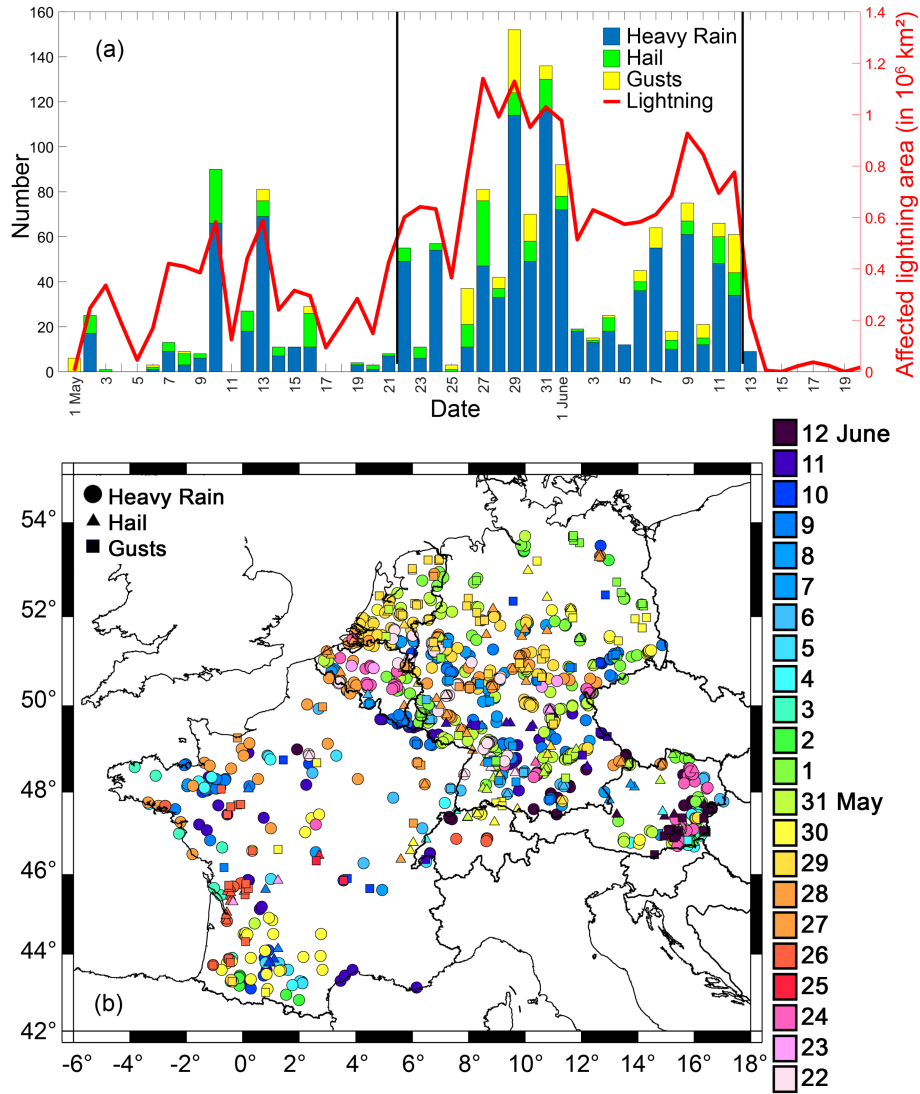 (a)
Heavy Rain
Hail
Gusts
Lightning
Number
160
140
120
100
80
60
40
20
0
Affected lightning area (in 10⁶ km²)
1.4
1.2
1
0.8
0.6
0.4
0.2
0
1 May 3 5 7 9 11 13 15 17 19 21 23 25 27 29 31 1 June 3 5 7 9 11 13 15 17 19
Date
Heavy Rain
Hail
Gusts
54°
52°
50°
48°
46°
44°
42°
(b)
-6° -4° -2° 0° 2° 4° 6° 8° 10° 12° 14° 16° 18°
12 June
11
10
9
8
7
6
5
4
3
2
1
31 May
30
29
28
27
26
25
24
23
22